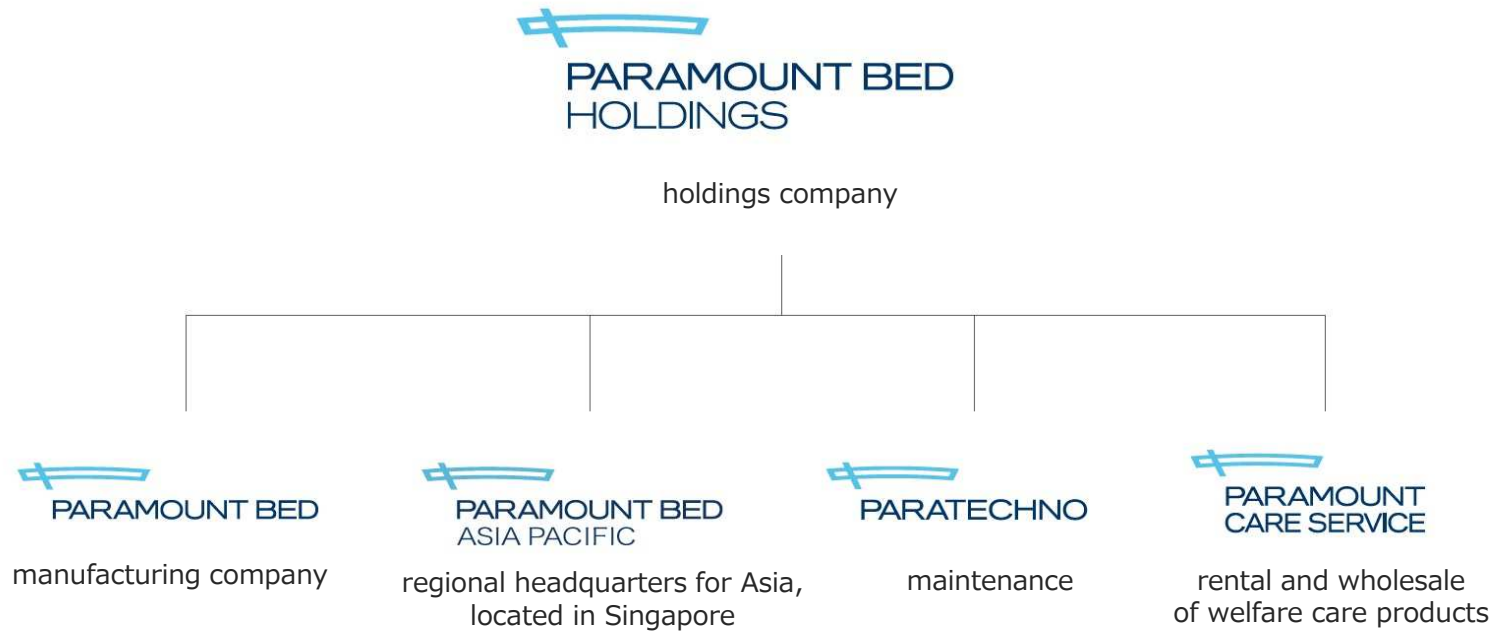 PARAMOUNT BED
HOLDINGS
holdings company
PARAMOUNT BED
manufacturing company
PARAMOUNT BED
ASIA PACIFIC
regional headquarters for Asia,
located in Singapore
PARATECHNO
maintenance
PARAMOUNT
CARE SERVICE
rental and wholesale
of welfare care products